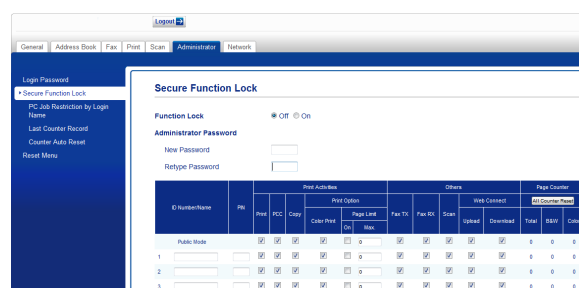 Logout
General Address Book Fax Print Scan Administrator Network
Login Password
Secure Function Lock
PC Job Restriction by Login
Name
Last Counter Record
Counter Auto Reset
Reset Menu
Secure Function Lock
Function Lock Off On
Administrator Password
New Password
Retype Password
Print Activities Others Page Counter
ID Number/Name PIN Print PCC Copy Print Option Fax TX Fax RX Scan Web Connect All Counter Reset
Color Print Page Limit Upload Download Total B&W Color
On Max.
Public Mode 0 0 0 0
1 0 0 0 0
2 0 0 0 0
3 0 0 0 0